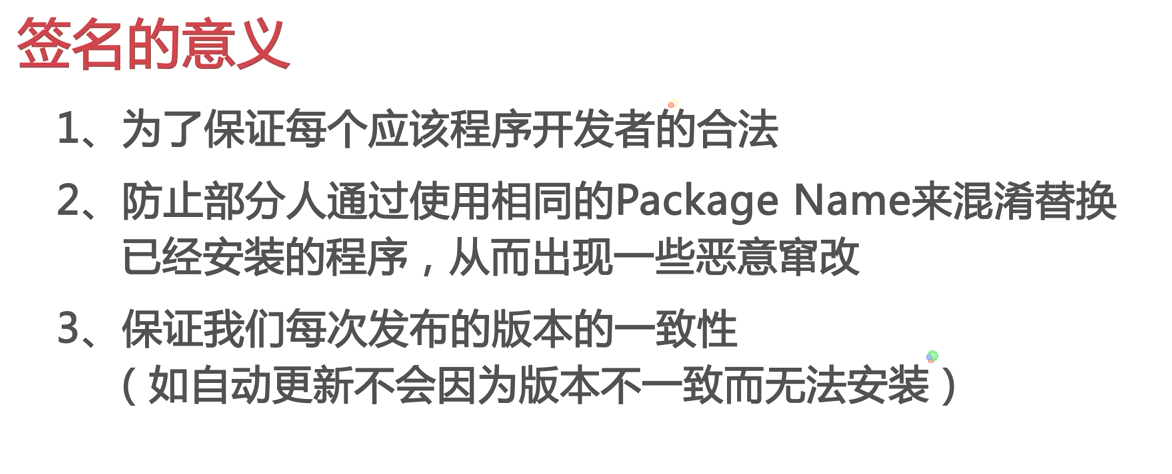 签名的意义
1、为了保证每个应该程序开发者的合法
2、防止部分人通过使用相同的Package Name来混淆替换
已经安装的程序，从而出现一些恶意窜改
3、保证我们每次发布的版本的一致性
（如自动更新不会因为版本不一致而无法安装）